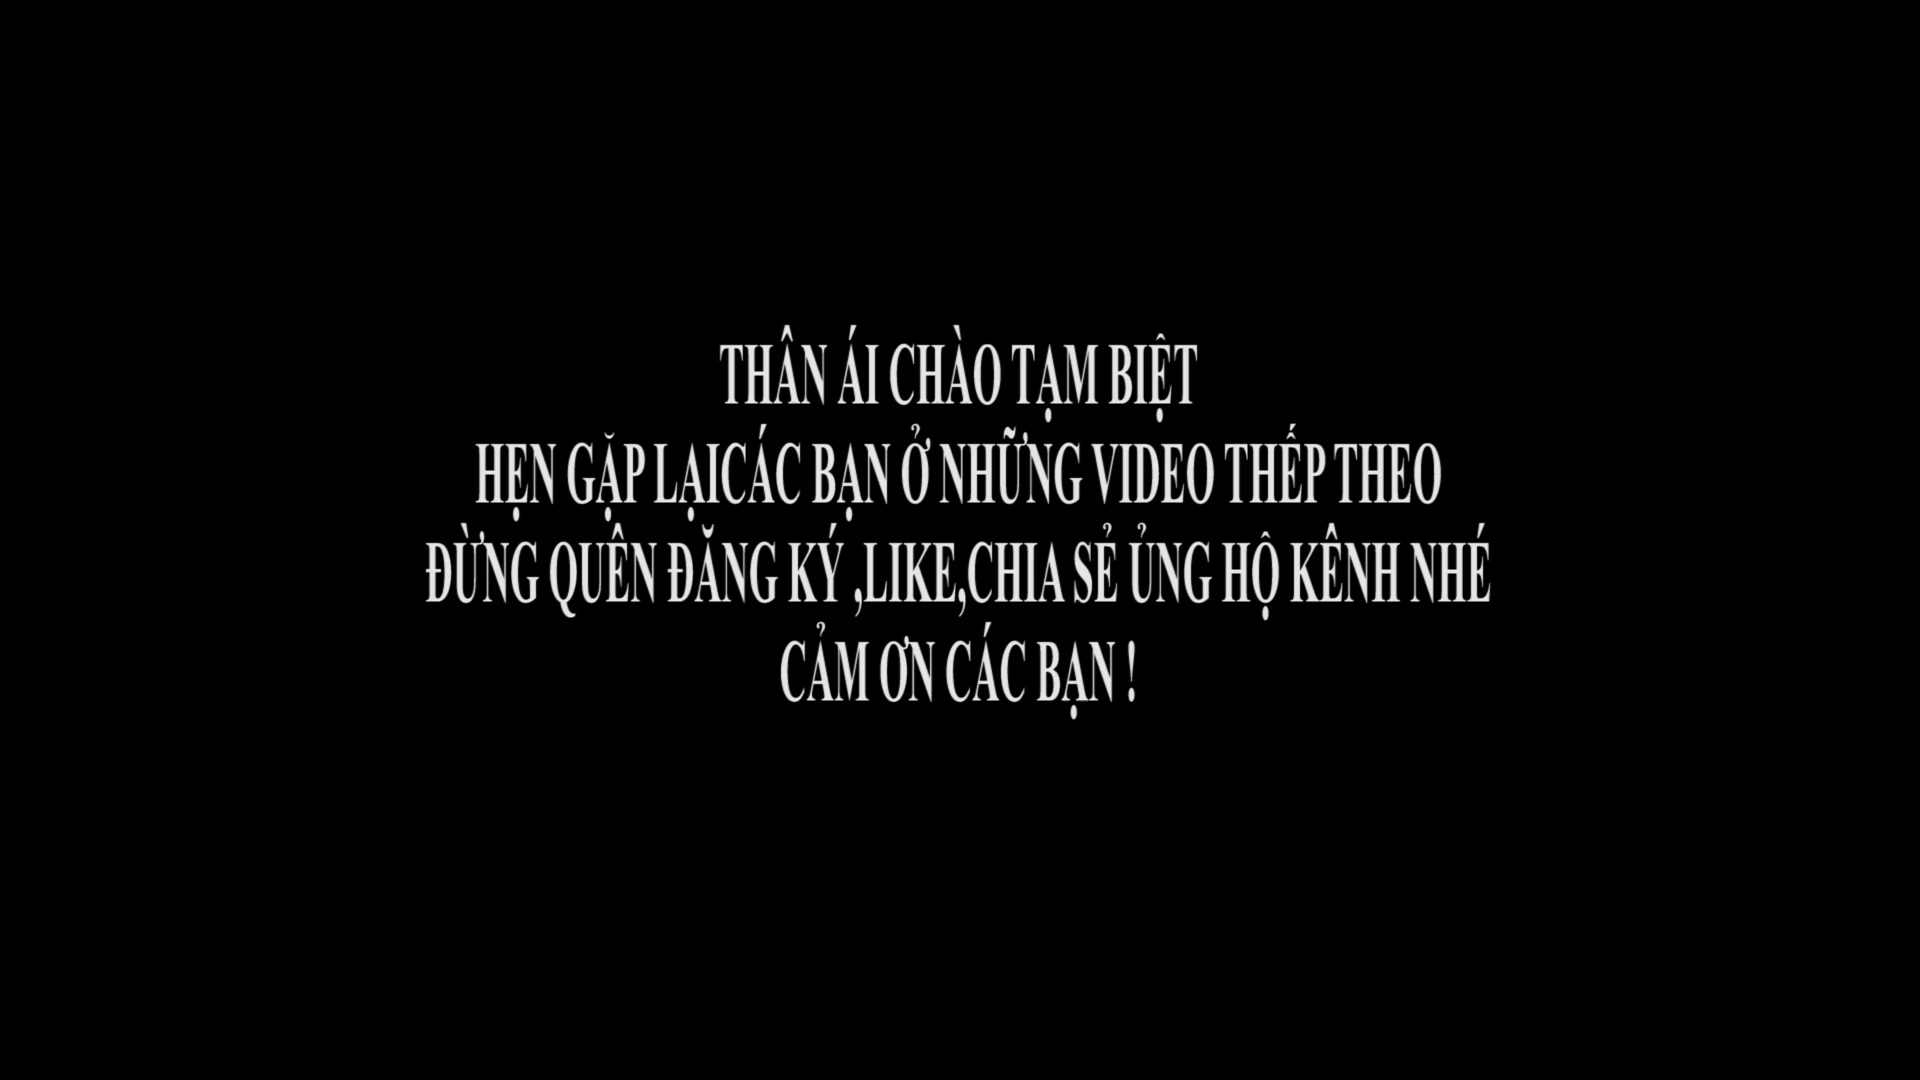 THÂN ÁI CHÀO TẠM BIỆT
HẸN GẶP LẠICÁC BẠN Ở NHỮNG VIDEO THẾP THEO
ĐỪNG QUÊN ĐĂNG KÝ ,LIKE,CHIA SẺ ỦNG HỘ KÊNH NHÉ
CẢM ƠN CÁC BẠN !